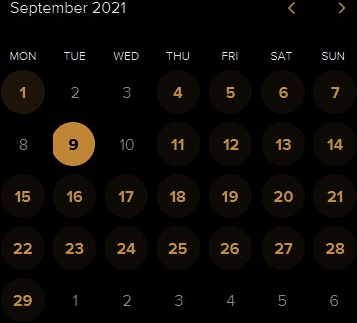 September 2021
MON TUE WED THU FRI SAT SUN
1 2 3 4 5 6 7
8 9 10 11 12 13 14
15 16 17 18 19 20 21
22 23 24 25 26 27 28
29 1 2 3 4 5 6